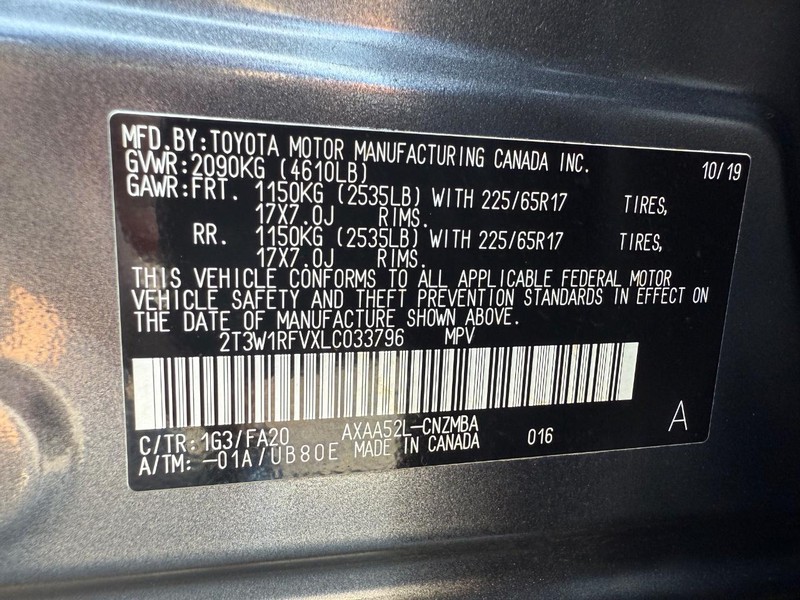 MFD.BY:TOYOTA MOTOR MANUFACTURING CANADA INC.
GVWR:2090KG (4610LB) 10/19
GAWR:FRT. 1150KG (2535LB) WITH 225/65R17 TIRES,
17X7.0J RIMS.
RR. 1150KG (2535LB) WITH 225/65R17 TIRES,
17X7.0J RIMS.
THIS VEHICLE CONFORMS TO ALL APPLICABLE FEDERAL MOTOR
VEHICLE SAFETY AND THEFT PREVENTION STANDARDS IN EFFECT ON
THE DATE OF MANUFACTURE SHOWN ABOVE.
2T3W1RFVXLC033796 MPV
C/TR:1G3/FA20 AXAA52L-CNZMBA 016 A
A/TM:-01A/UB80E MADE IN CANADA